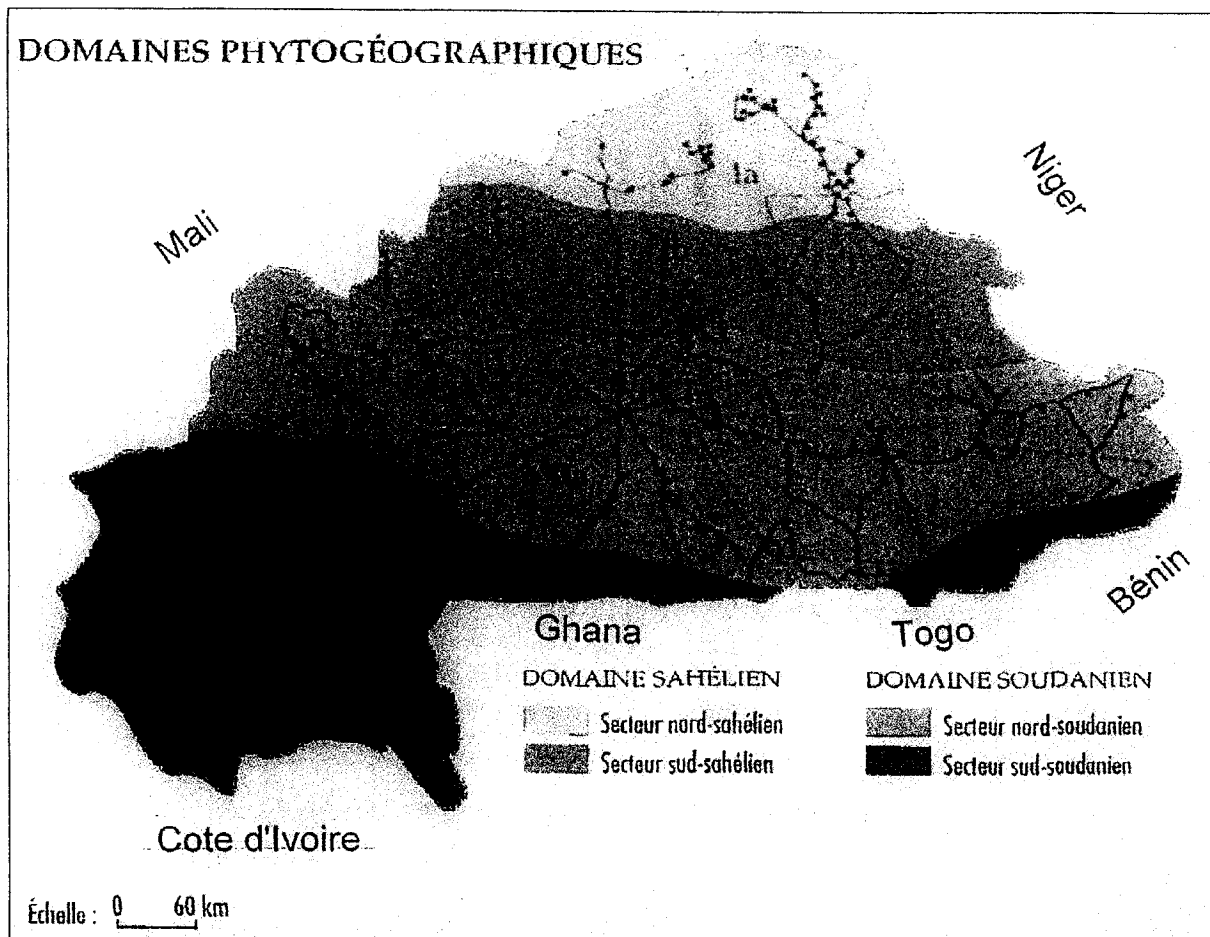 DOMAINES PHYTOGÉOGRAPHIQUES
Niger
1a
Mali
Bénin
Ghana
Togo
DOMAINE SAHÉLIEN
Secteur nord-sahélien
Secteur sud-sahélien
DOMAINE SOUDANIEN
Secteur nord-soudanien
Secteur sud-soudanien
Cote d'Ivoire
Échelle : 0 60 km